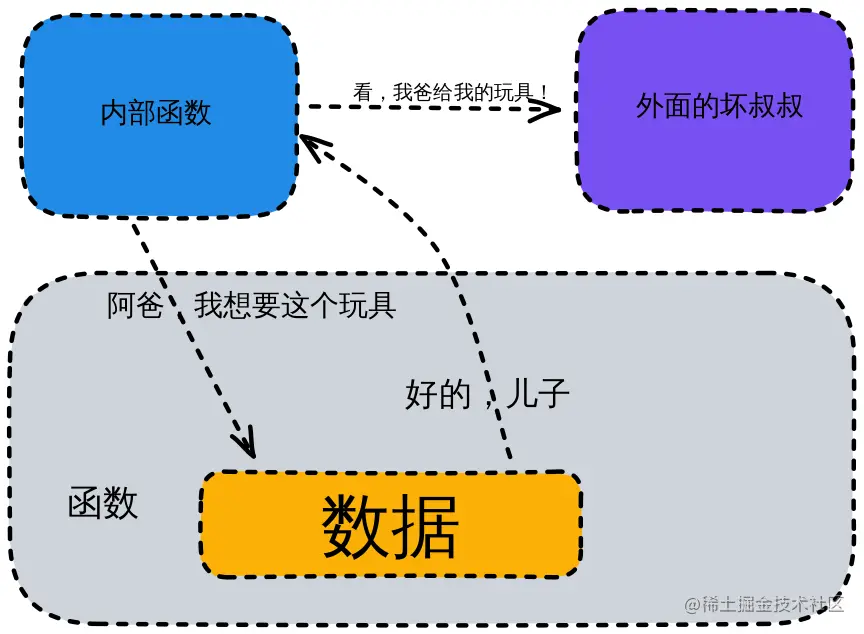 看，我爸给我的玩具！
内部函数
外面的坏叔叔
阿爸，我想要这个玩具
好的，儿子
函数
数据
@稀土掘金技术社区